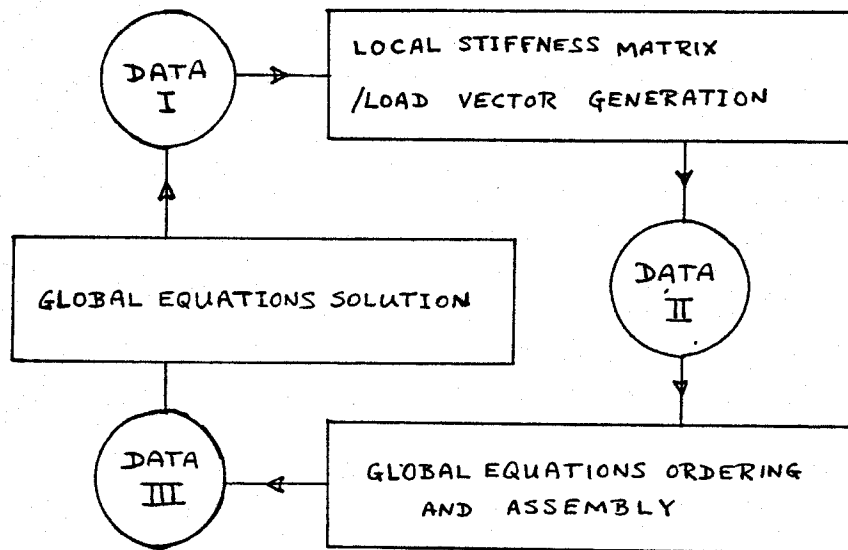 DATA
I
LOCAL STIFFNESS MATRIX
/LOAD VECTOR GENERATION
DATA
II
GLOBAL EQUATIONS ORDERING
AND ASSEMBLY
DATA
III
GLOBAL EQUATIONS SOLUTION